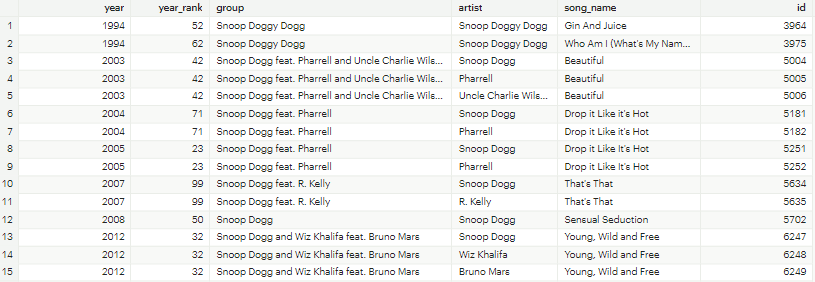 year year_rank group artist song_name id
1 1994 52 Snoop Doggy Dogg Snoop Doggy Dogg Gin And Juice 3964
2 1994 62 Snoop Doggy Dogg Snoop Doggy Dogg Who Am I (What's My Nam... 3975
3 2003 42 Snoop Dogg feat. Pharrell and Uncle Charlie Wils... Snoop Dogg Beautiful 5004
4 2003 42 Snoop Dogg feat. Pharrell and Uncle Charlie Wils... Pharrell Beautiful 5005
5 2003 42 Snoop Dogg feat. Pharrell and Uncle Charlie Wils... Uncle Charlie Wils... Beautiful 5006
6 2004 71 Snoop Dogg feat. Pharrell Snoop Dogg Drop it Like it's Hot 5181
7 2004 71 Snoop Dogg feat. Pharrell Pharrell Drop it Like it's Hot 5182
8 2005 23 Snoop Dogg feat. Pharrell Snoop Dogg Drop it Like It's Hot 5251
9 2005 23 Snoop Dogg feat. Pharrell Pharrell Drop it Like It's Hot 5252
10 2007 99 Snoop Dogg feat. R. Kelly Snoop Dogg That's That 5634
11 2007 99 Snoop Dogg feat. R. Kelly R. Kelly That's That 5635
12 2008 50 Snoop Dogg Snoop Dogg Sensual Seduction 5702
13 2012 32 Snoop Dogg and Wiz Khalifa feat. Bruno Mars Snoop Dogg Young, Wild and Free 6247
14 2012 32 Snoop Dogg and Wiz Khalifa feat. Bruno Mars Wiz Khalifa Young, Wild and Free 6248
15 2012 32 Snoop Dogg and Wiz Khalifa feat. Bruno Mars Bruno Mars Young, Wild and Free 6249